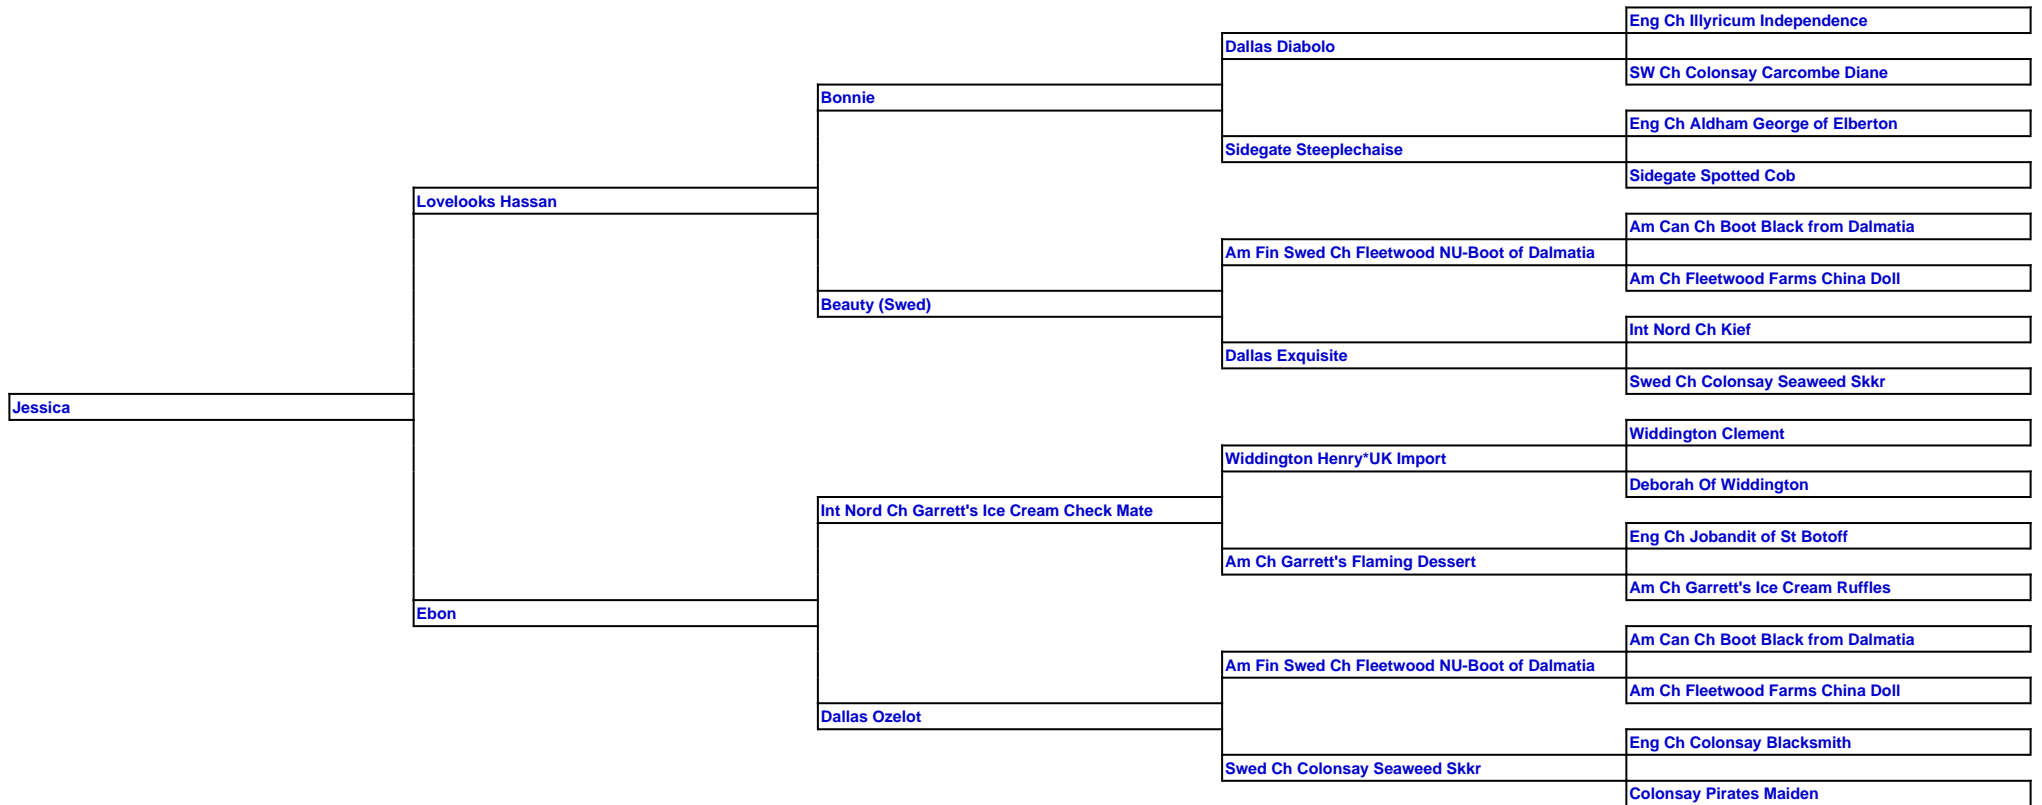 Eng Ch Illyricum Independence
Dallas Diabolo
SW Ch Colonsay Carcombe Diane
Bonnie
Eng Ch Aldham George of Elberton
Sidegate Steeplechaise
Sidegate Spotted Cob
Lovelooks Hassan
Am Can Ch Boot Black from Dalmatia
Am Fin Swed Ch Fleetwood NU-Boot of Dalmatia
Am Ch Fleetwood Farms China Doll
Beauty (Swed)
Int Nord Ch Kief
Dallas Exquisite
Swed Ch Colonsay Seaweed Skkr
Jessica
Widdington Clement
Widdington Henry*UK Import
Deborah Of Widdington
Int Nord Ch Garrett's Ice Cream Check Mate
Eng Ch Jobandit of St Botoff
Am Ch Garrett's Flaming Dessert
Am Ch Garrett's Ice Cream Ruffles
Ebon
Am Can Ch Boot Black from Dalmatia
Am Fin Swed Ch Fleetwood NU-Boot of Dalmatia
Am Ch Fleetwood Farms China Doll
Dallas Ozelot
Eng Ch Colonsay Blacksmith
Swed Ch Colonsay Seaweed Skkr
Colonsay Pirates Maiden